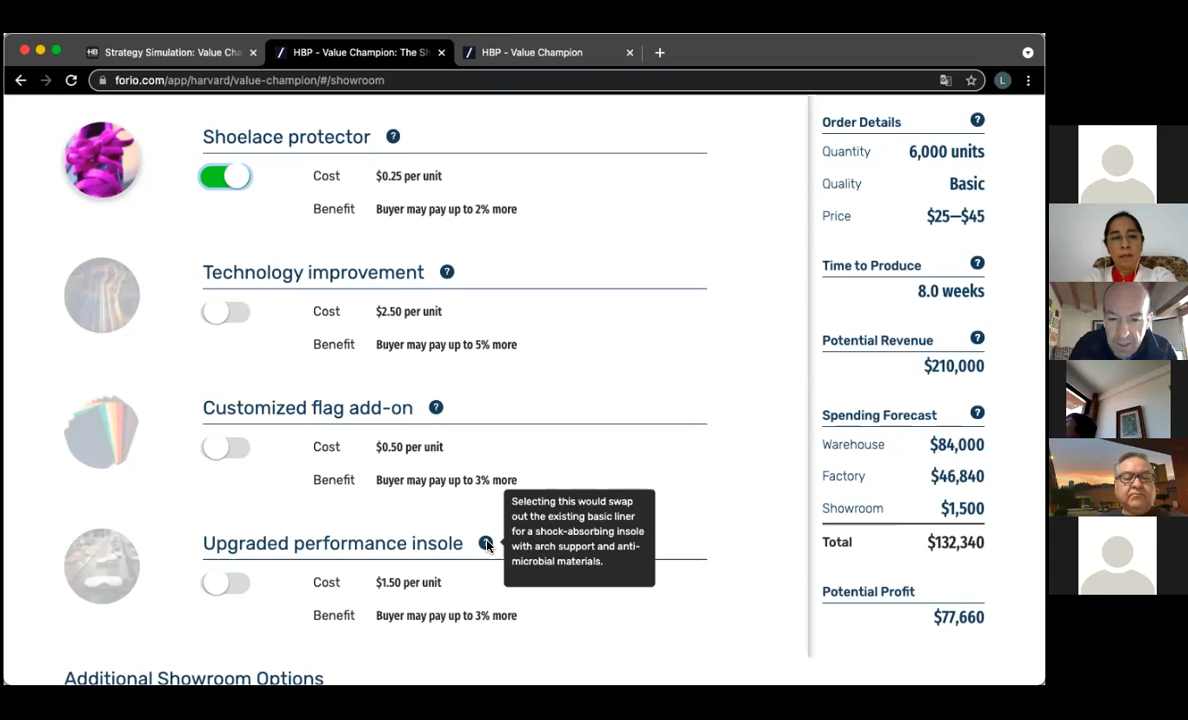 Strategy Simulation: Value Cha
HBP - Value Champion: The Sh
HBP - Value Champion
forio.com/app/harvard/value-champion/#/showroom
L
Shoelace protector ?
Cost $0.25 per unit
Benefit Buyer may pay up to 2% more
Technology improvement ?
Cost $2.50 per unit
Benefit Buyer may pay up to 5% more
Customized flag add-on ?
Cost $0.50 per unit
Benefit Buyer may pay up to 3% more
Upgraded performance insole
Cost $1.50 per unit
Benefit Buyer may pay up to 3% more
Selecting this would swap
out the existing basic liner
for a shock-absorbing insole
with arch support and anti-
microbial materials.
Additional Showroom Options
Order Details ?
Quantity 6,000 units
Quality Basic
Price $25—$45
Time to Produce ?
8.0 weeks
Potential Revenue ?
$210,000
Spending Forecast ?
Warehouse $84,000
Factory $46,840
Showroom $1,500
Total $132,340
Potential Profit
$77,660